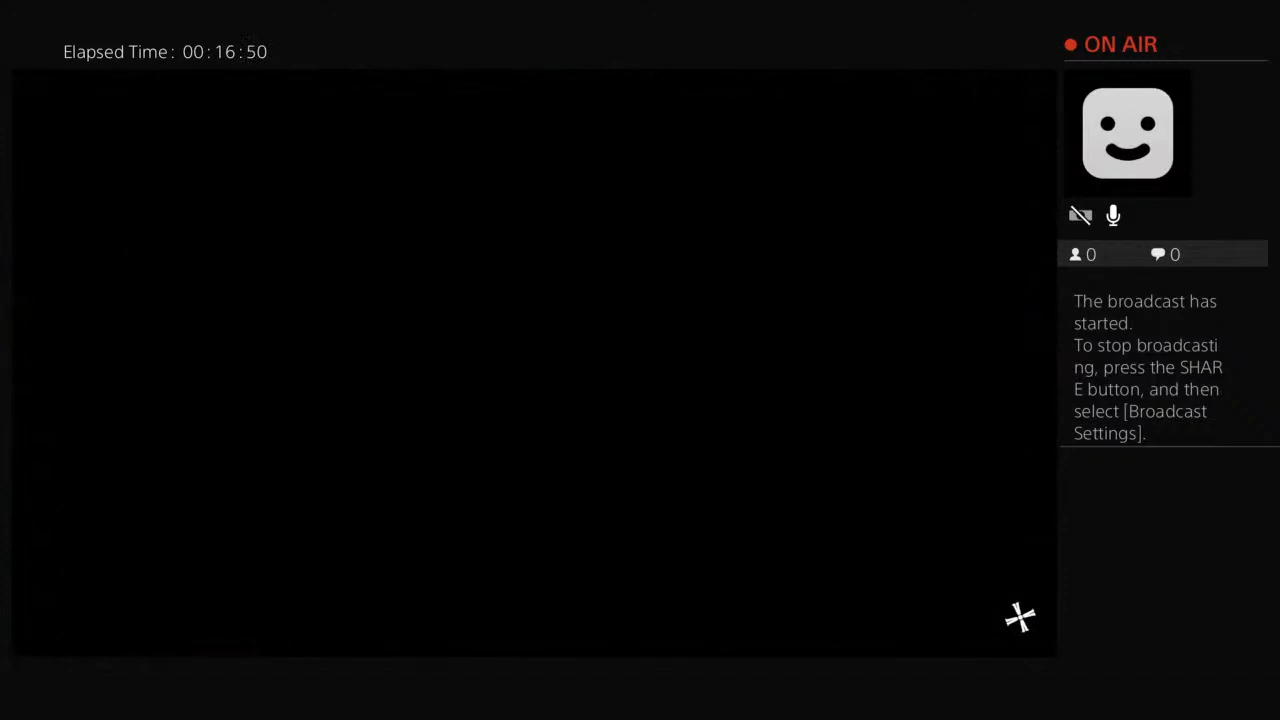 Elapsed Time: 00:16:50
ON AIR
0 0
The broadcast has
started.
To stop broadcasti
ng, press the SHAR
E button, and then
select [Broadcast
Settings].